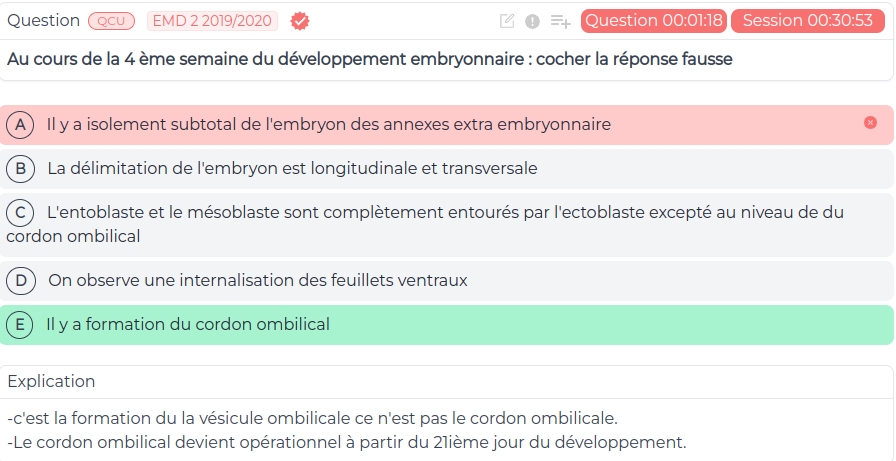 Question QCU EMD 2 2019/2020 Question 00:01:18 Session 00:30:53
Au cours de la 4 ème semaine du développement embryonnaire : cocher la réponse fausse
A Il y a isolement subtotal de l'embryon des annexes extra embryonnaire
B La délimitation de l'embryon est longitudinale et transversale
C L'entoblaste et le mésoblaste sont complètement entourés par l'ectoblaste excepté au niveau de du
cordon ombilical
D On observe une internalisation des feuillets ventraux
E Il y a formation du cordon ombilical
Explication
-c'est la formation du la vésicule ombilicale ce n'est pas le cordon ombilicale.
-Le cordon ombilical devient opérationnel à partir du 21ième jour du développement.